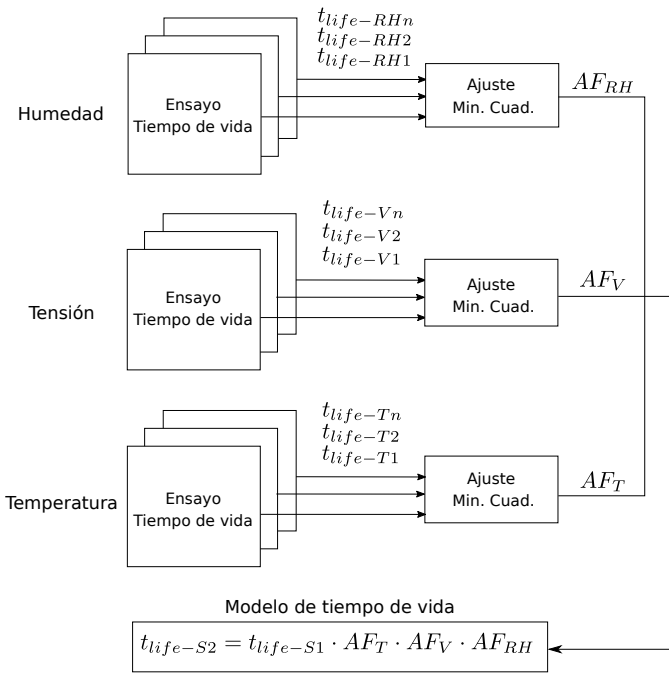 t_{life-RHn}
t_{life-RH2}
t_{life-RH1}
Humedad
Ensayo
Tiempo de vida
Ajuste
Min. Cuad.
AF_{RH}
t_{life-Vn}
t_{life-V2}
t_{life-V1}
Tensión
Ensayo
Tiempo de vida
Ajuste
Min. Cuad.
AF_V
t_{life-Tn}
t_{life-T2}
t_{life-T1}
Temperatura
Ensayo
Tiempo de vida
Ajuste
Min. Cuad.
AF_T
Modelo de tiempo de vida
t_{life-S2} = t_{life-S1} · AF_T · AF_V · AF_{RH}